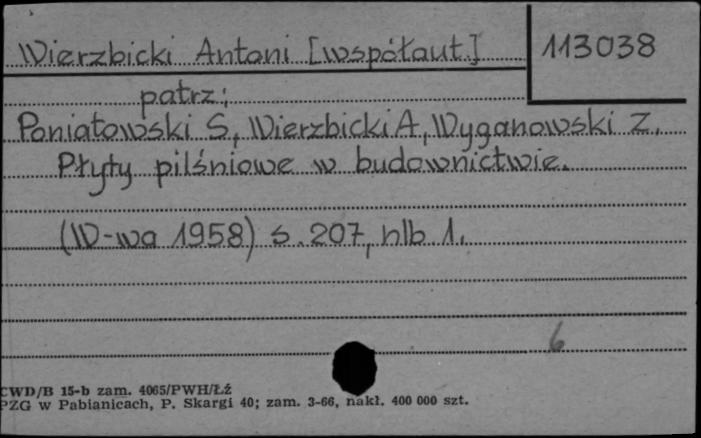 Wierzbicki Antoni [współaut.] 113038
patrz:
Poniatowski S., Wierzbicki A., Wyganowski Z.
Płyty pilśniowe w budownictwie.
(W-wa 1958) s. 207, nlb 1.
6
CWD/B 15-b zam. 4065/PWH/Łź
PZG w Pabianicach, P. Skargi 40; zam. 3-66, nakł. 400 000 szt.